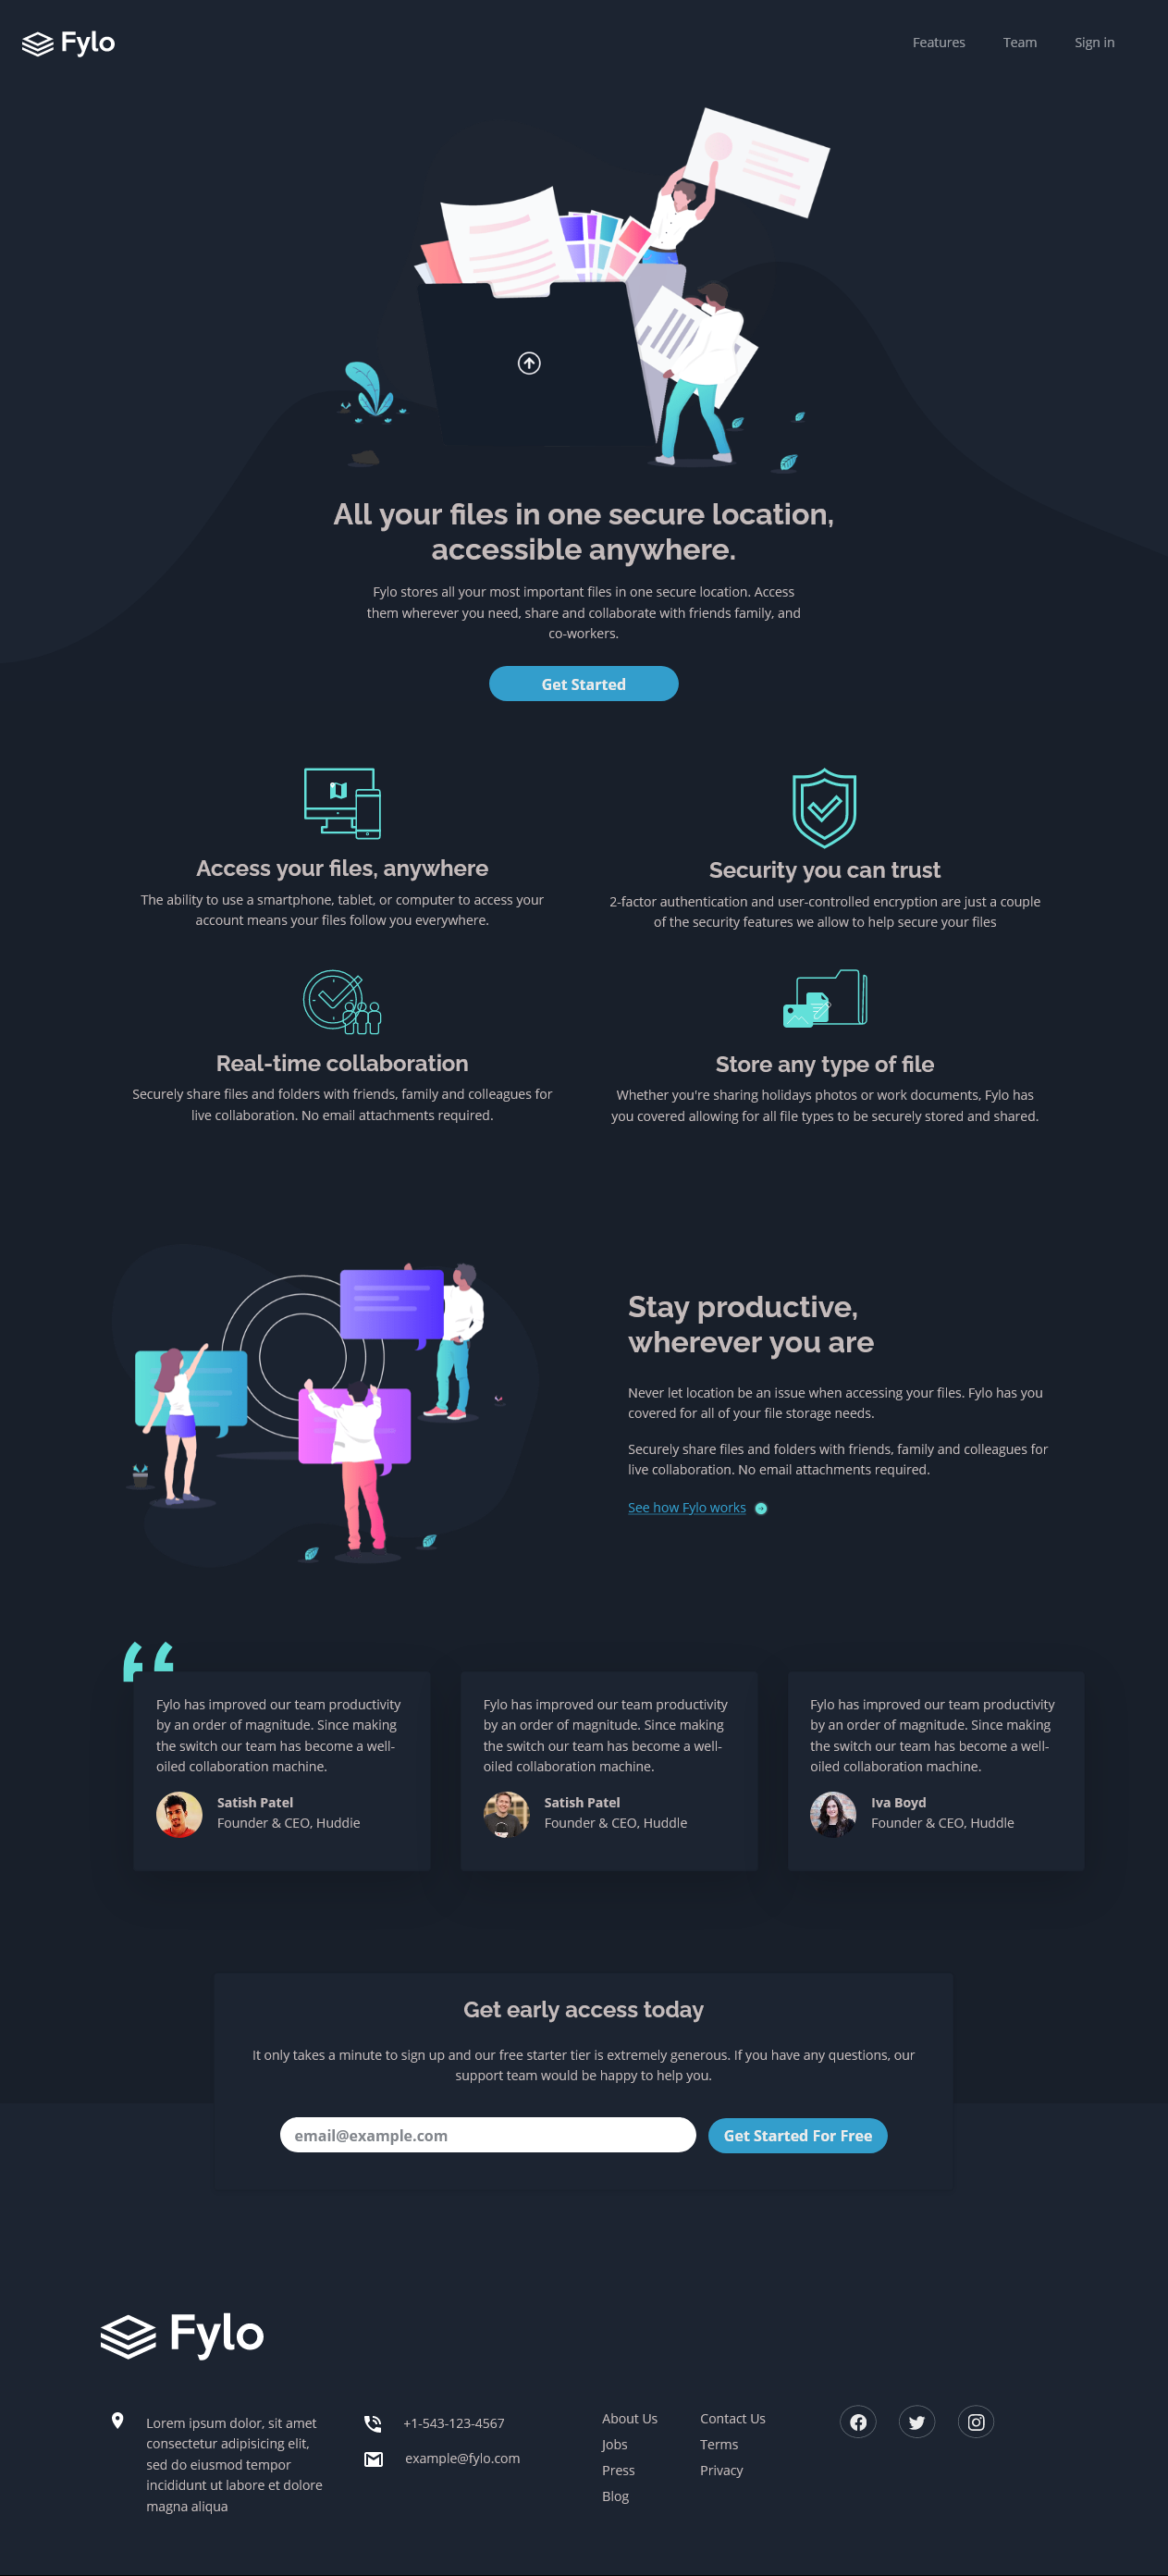 Fylo
Features
Team
Sign in
All your files in one secure location,
accessible anywhere.
Fylo stores all your most important files in one secure location. Access
them wherever you need, share and collaborate with friends family, and
co-workers.
Get Started
Access your files, anywhere
The ability to use a smartphone, tablet, or computer to access your
account means your files follow you everywhere.
Security you can trust
2-factor authentication and user-controlled encryption are just a couple
of the security features we allow to help secure your files
Real-time collaboration
Securely share files and folders with friends, family and colleagues for
live collaboration. No email attachments required.
Store any type of file
Whether you're sharing holidays photos or work documents, Fylo has
you covered allowing for all file types to be securely stored and shared.
Stay productive,
wherever you are
Never let location be an issue when accessing your files. Fylo has you
covered for all of your file storage needs.
Securely share files and folders with friends, family and colleagues for
live collaboration. No email attachments required.
See how Fylo works
Fylo has improved our team productivity
by an order of magnitude. Since making
the switch our team has become a well-
oiled collaboration machine.
Satish Patel
Founder & CEO, Huddie
Fylo has improved our team productivity
by an order of magnitude. Since making
the switch our team has become a well-
oiled collaboration machine.
Satish Patel
Founder & CEO, Huddle
Fylo has improved our team productivity
by an order of magnitude. Since making
the switch our team has become a well-
oiled collaboration machine.
Iva Boyd
Founder & CEO, Huddle
Get early access today
It only takes a minute to sign up and our free starter tier is extremely generous. If you have any questions, our
support team would be happy to help you.
email@example.com
Get Started For Free
Fylo
Lorem ipsum dolor, sit amet
consectetur adipisicing elit,
sed do eiusmod tempor
incididunt ut labore et dolore
magna aliqua
+1-543-123-4567
example@fylo.com
About Us
Jobs
Press
Blog
Contact Us
Terms
Privacy